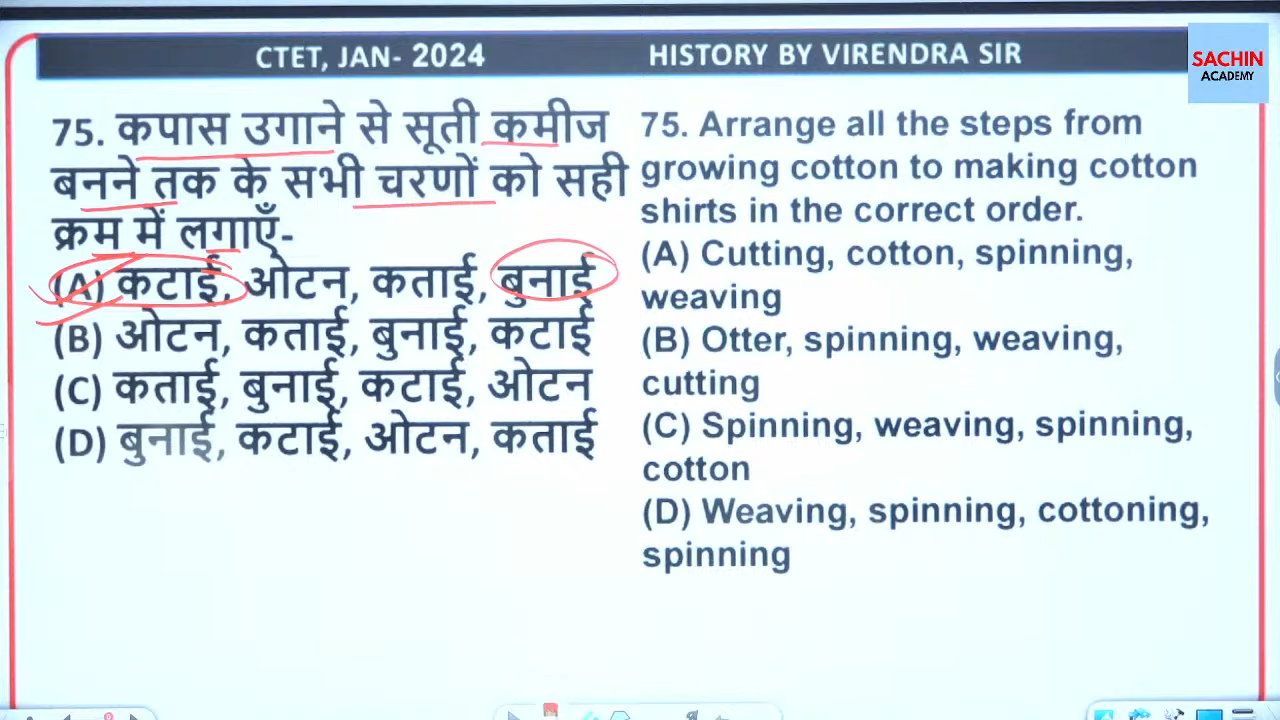 CTET, JAN- 2024
HISTORY BY VIRENDRA SIR
SACHIN
ACADEMY
75. कपास उगाने से सूती कमीज
बनने तक के सभी चरणों को सही
क्रम में लगाएँ-
(A) कटाई, ओटन, कताई, बुनाई
(B) ओटन, कताई, बुनाई, कटाई
(C) कताई, बुनाई, कटाई, ओटन
(D) बुनाई, कटाई, ओटन, कताई
75. Arrange all the steps from
growing cotton to making cotton
shirts in the correct order.
(A) Cutting, cotton, spinning,
weaving
(B) Otter, spinning, weaving,
cutting
(C) Spinning, weaving, spinning,
cotton
(D) Weaving, spinning, cottoning,
spinning